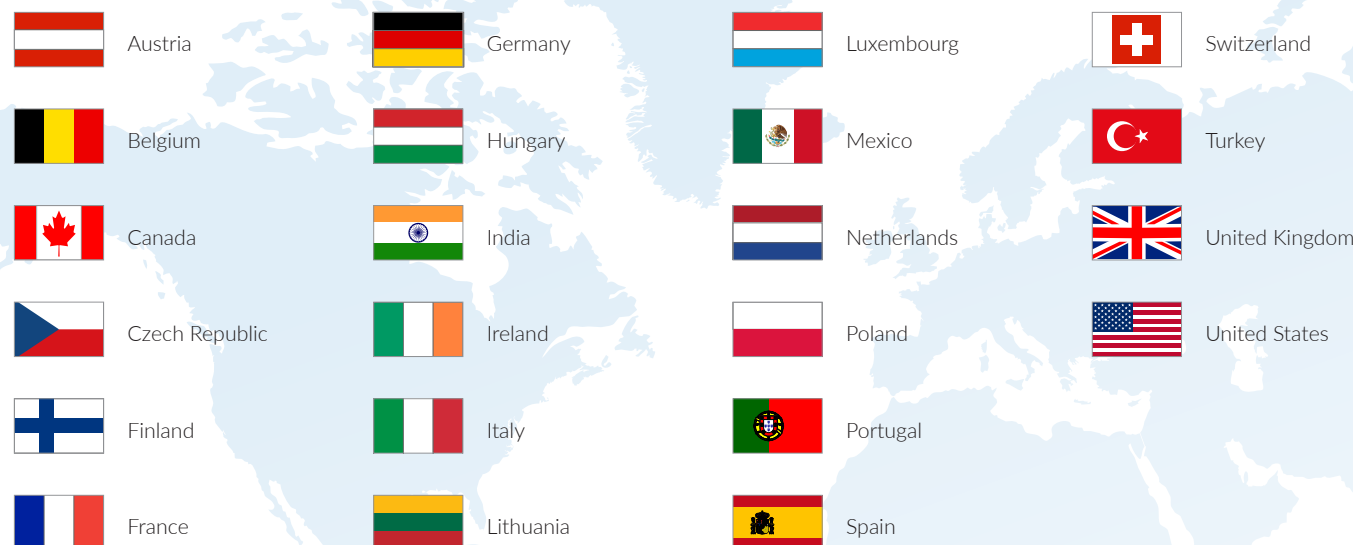 Austria
Belgium
Canada
Czech Republic
Finland
France
Germany
Hungary
India
Ireland
Italy
Lithuania
Luxembourg
Mexico
Netherlands
Poland
Portugal
Spain
Switzerland
Turkey
United Kingdom
United States